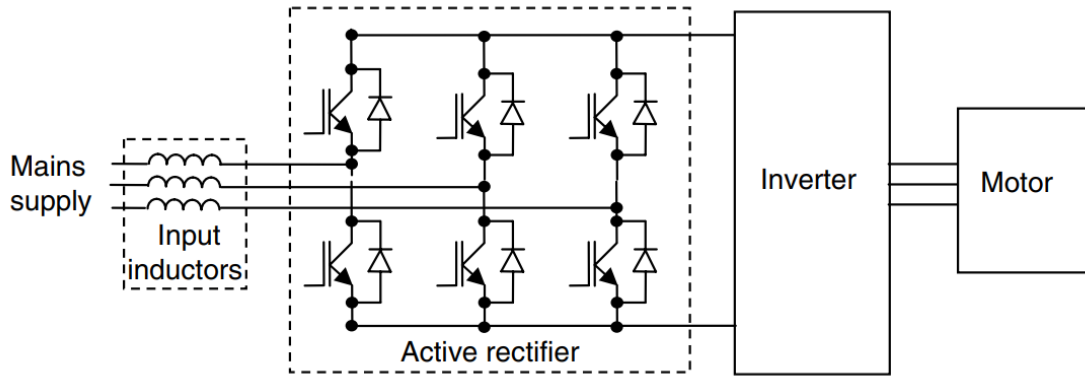 Mains
supply
Input
inductors
Active rectifier
Inverter
Motor